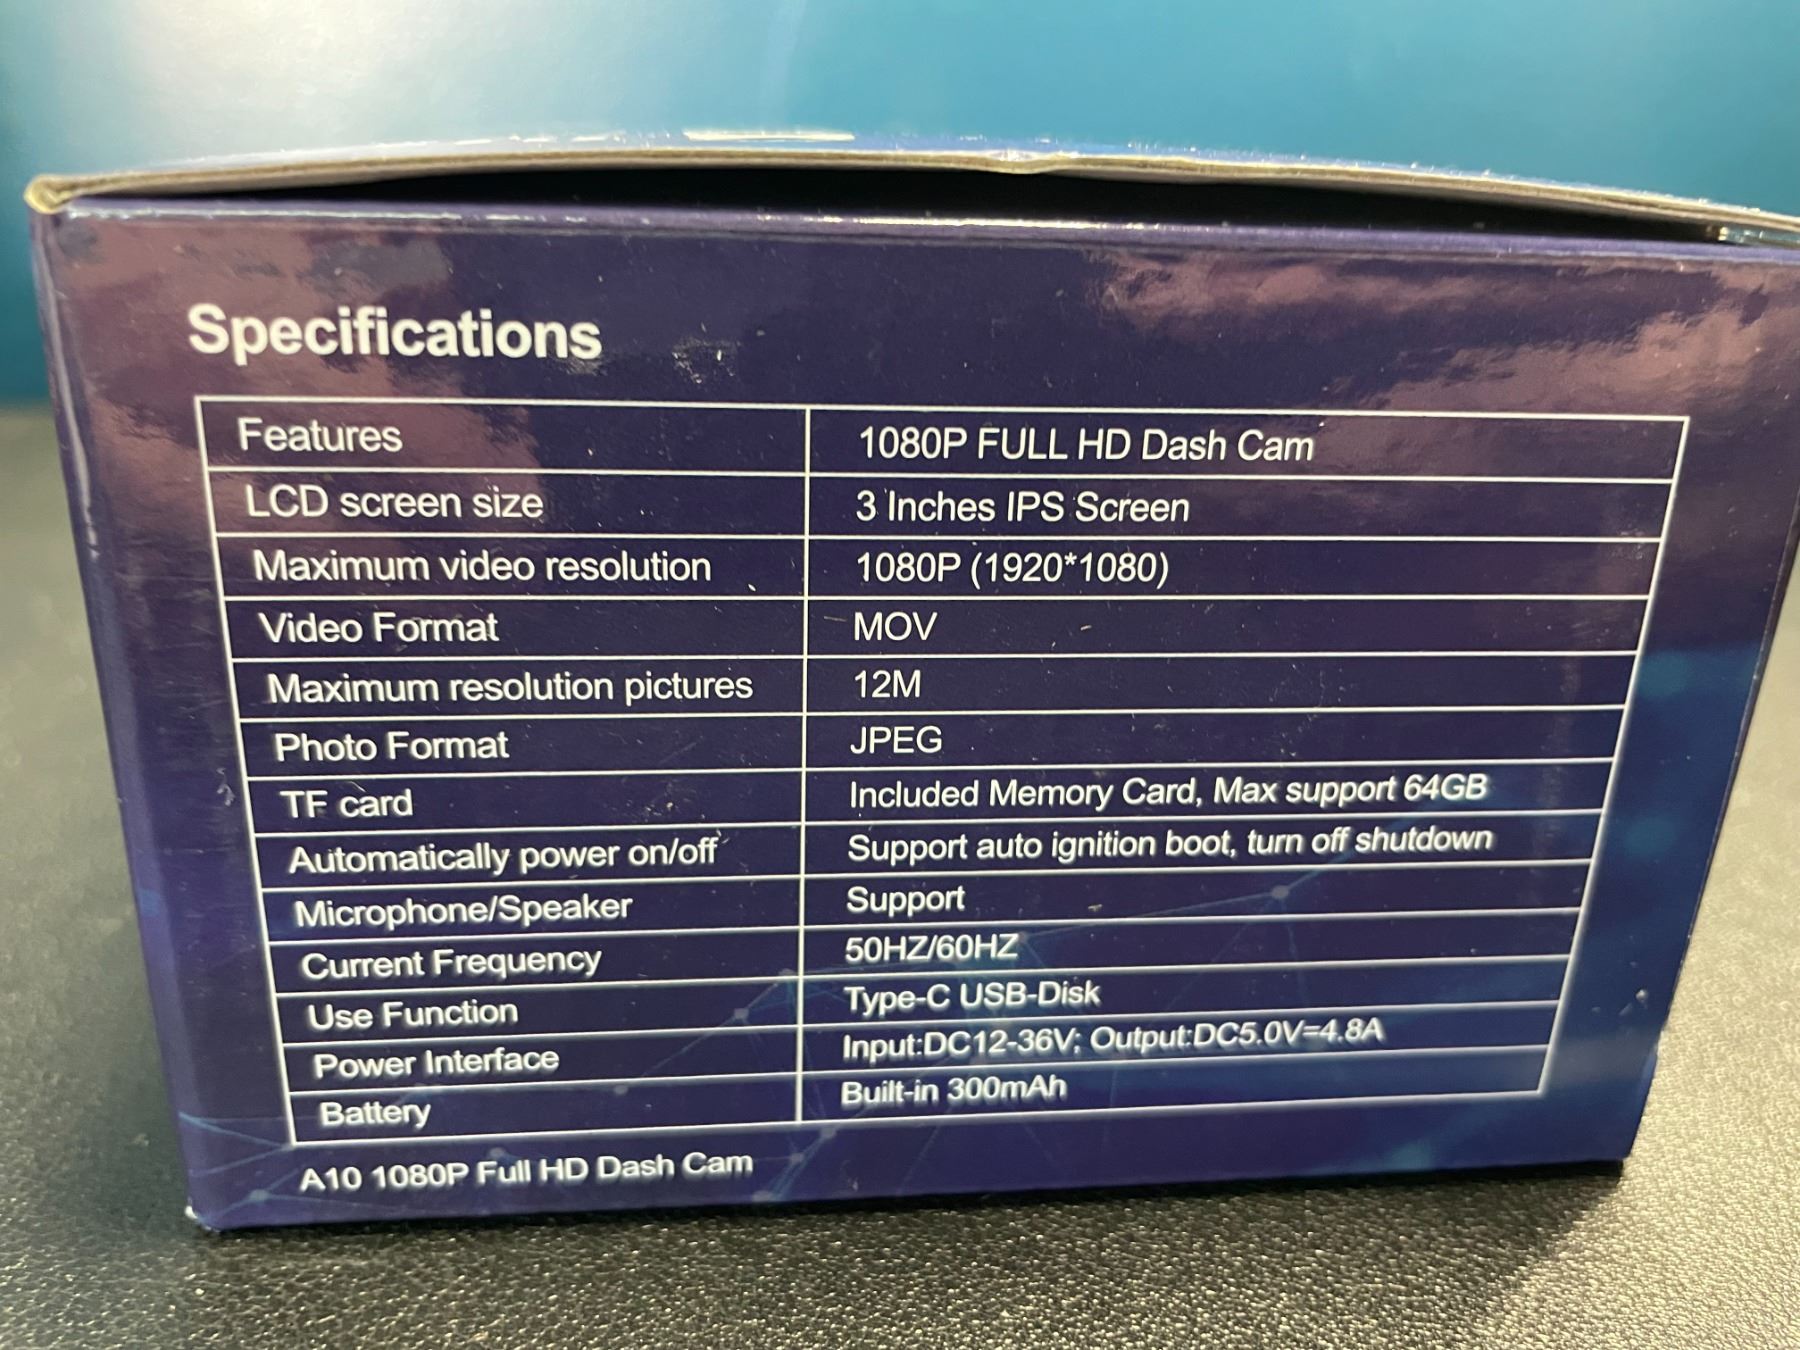 Specifications
Features 1080P FULL HD Dash Cam
LCD screen size 3 Inches IPS Screen
Maximum video resolution 1080P (1920*1080)
Video Format MOV
Maximum resolution pictures 12M
Photo Format JPEG
TF card Included Memory Card, Max support 64GB
Automatically power on/off Support auto ignition boot, turn off shutdown
Microphone/Speaker Support
Current Frequency 50HZ/60HZ
Use Function Type-C USB-Disk
Power Interface Input:DC12-36V; Output:DC5.0V=4.8A
Battery Built-in 300mAh
A10 1080P Full HD Dash Cam